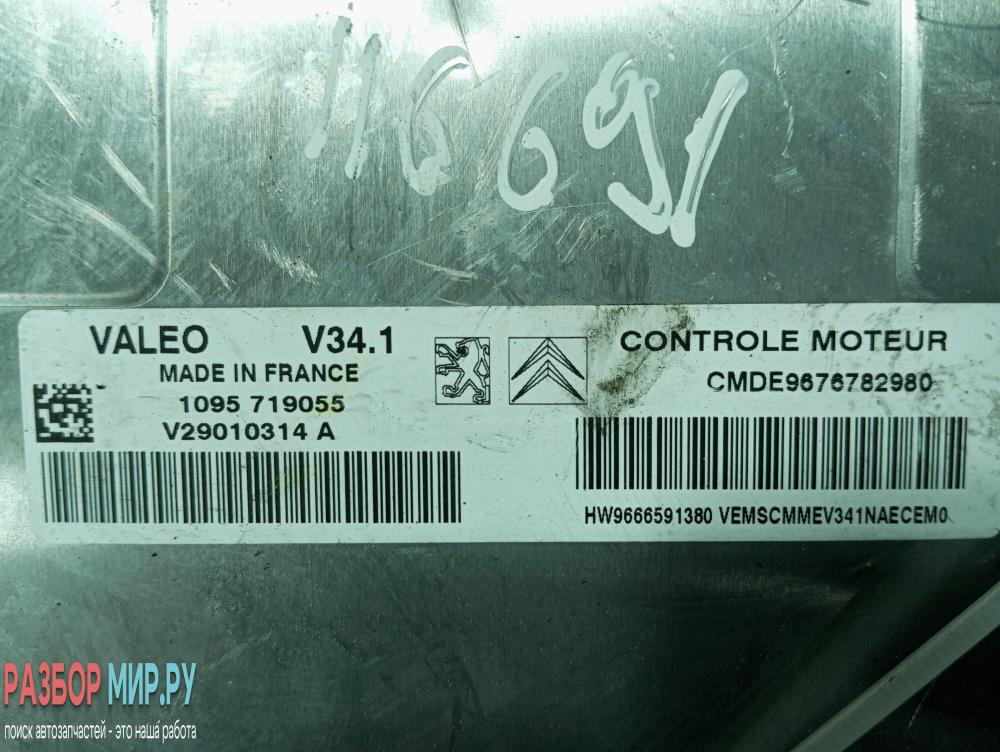 116691
VALEO V34.1
MADE IN FRANCE
1095 719055
V29010314 A
CONTROLE MOTEUR
CMDE9676782980
HW9666591380 VEMSCMMEV341NAECEM0
РАЗБОР МИР.РУ
поиск автозапчастей - это наша работа